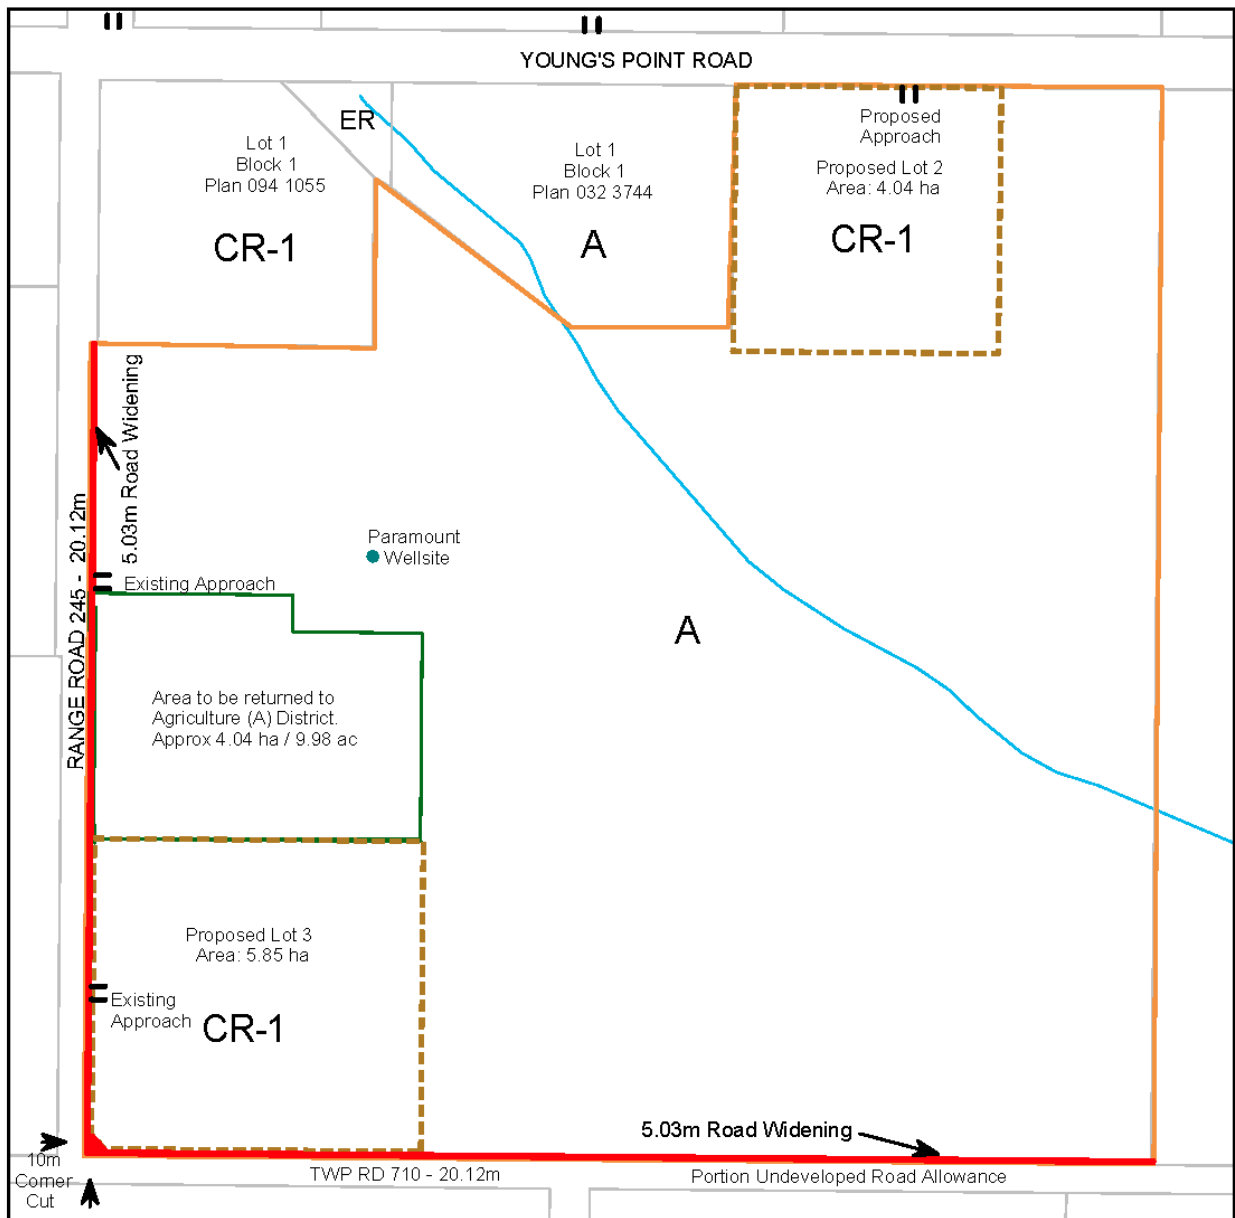 YOUNG'S POINT ROAD
ER
Lot 1
Block 1
Plan 094 1055
CR-1
Lot 1
Block 1
Plan 032 3744
A
Proposed
Approach
Proposed Lot 2
Area: 4.04 ha
CR-1
5.03m Road Widening
RANGE ROAD 245 - 20.12m
Paramount
Wellsite
Existing Approach
A
Area to be returned to
Agriculture (A) District.
Approx 4.04 ha / 9.98 ac
Proposed Lot 3
Area: 5.85 ha
Existing
Approach
CR-1
5.03m Road Widening
10m
Corner
Cut
TWP RD 710 - 20.12m
Portion Undeveloped Road Allowance